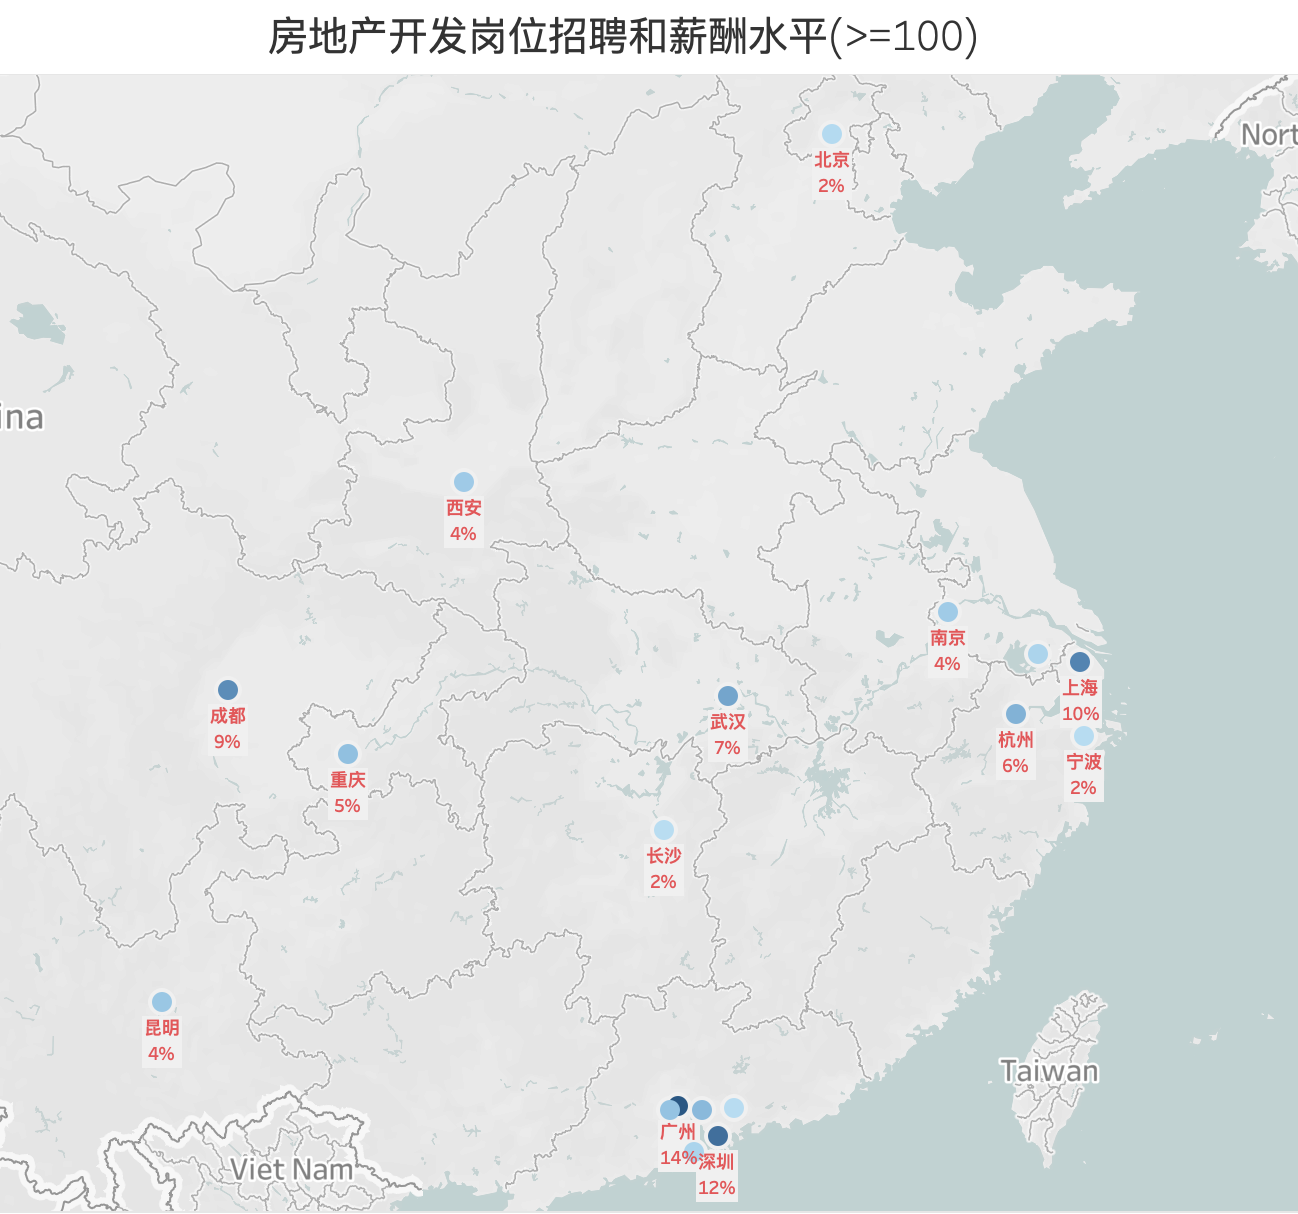 房地产开发岗位招聘和薪酬水平(>=100)
Nort
北京
2%
ina
西安
4%
南京
4%
上海
10%
成都
9%
武汉
7%
杭州
6%
宁波
2%
重庆
5%
长沙
2%
昆明
4%
Taiwan
广州
14%
深圳
12%
Viet Nam